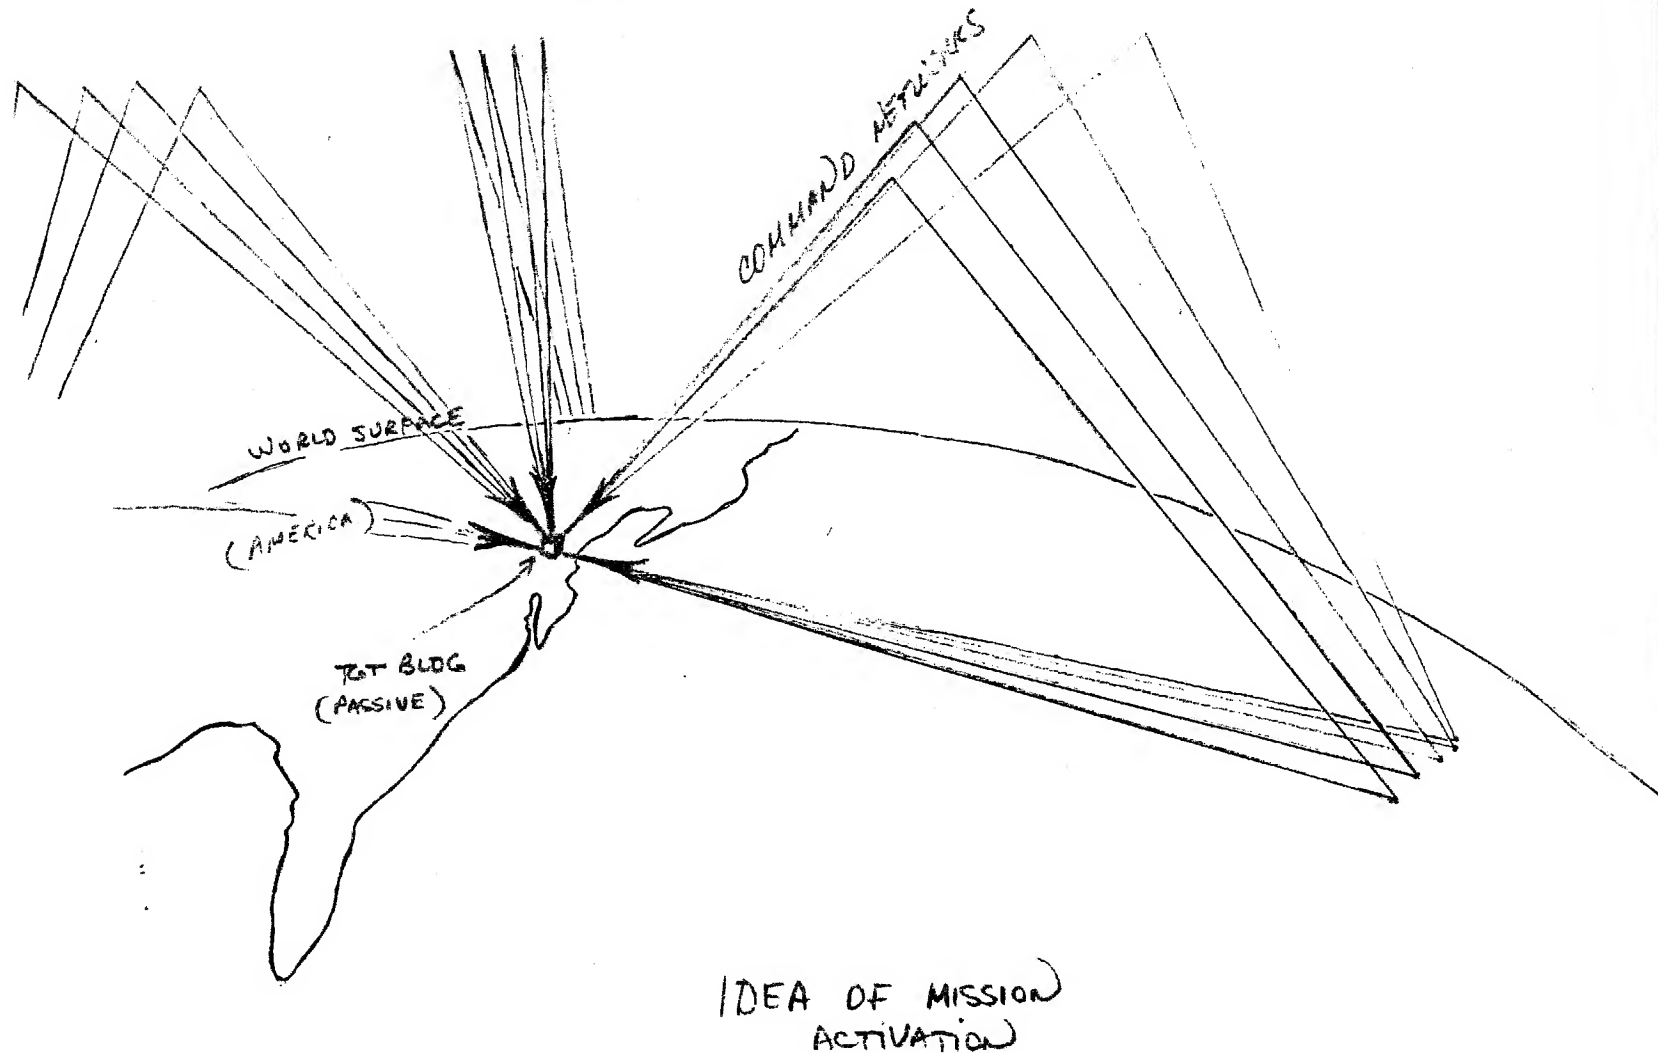 COMMAND NETWORKS
WORLD SURFACE
(AMERICA)
TGT BLDG
(PASSIVE)
IDEA OF MISSION
ACTIVATION